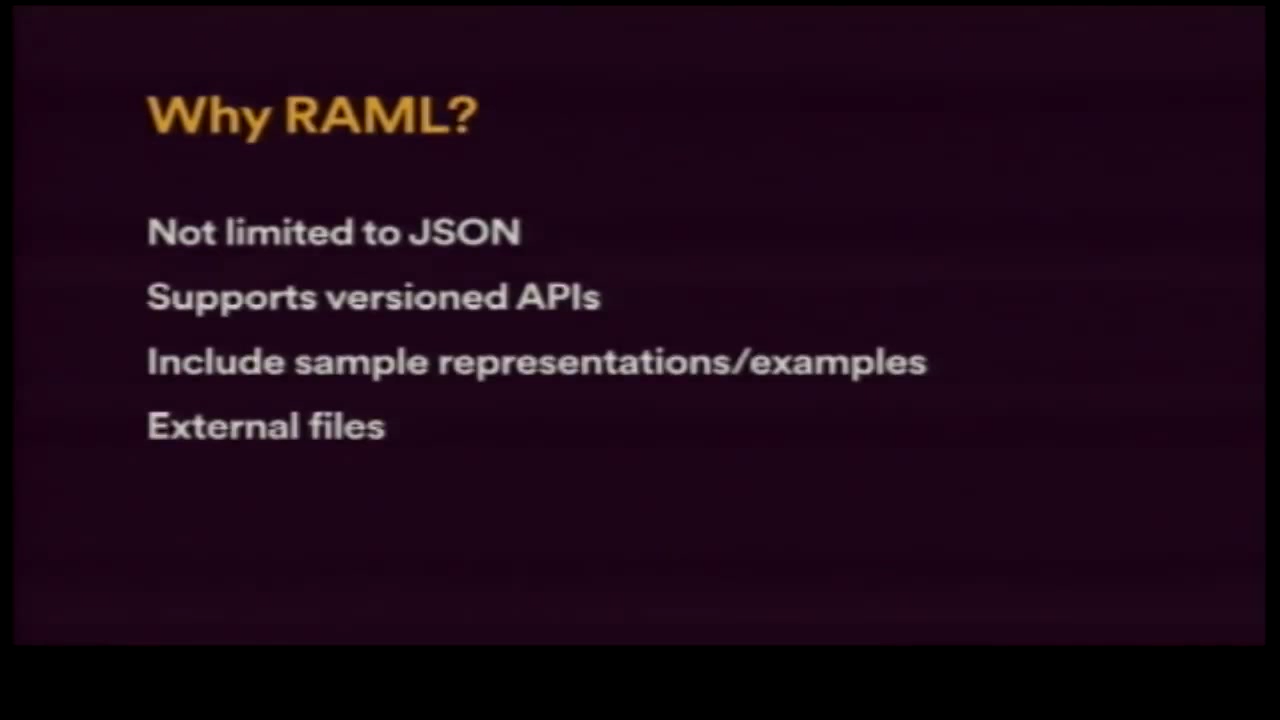 Why RAML?
Not limited to JSON
Supports versioned APIs
Include sample representations/examples
External files